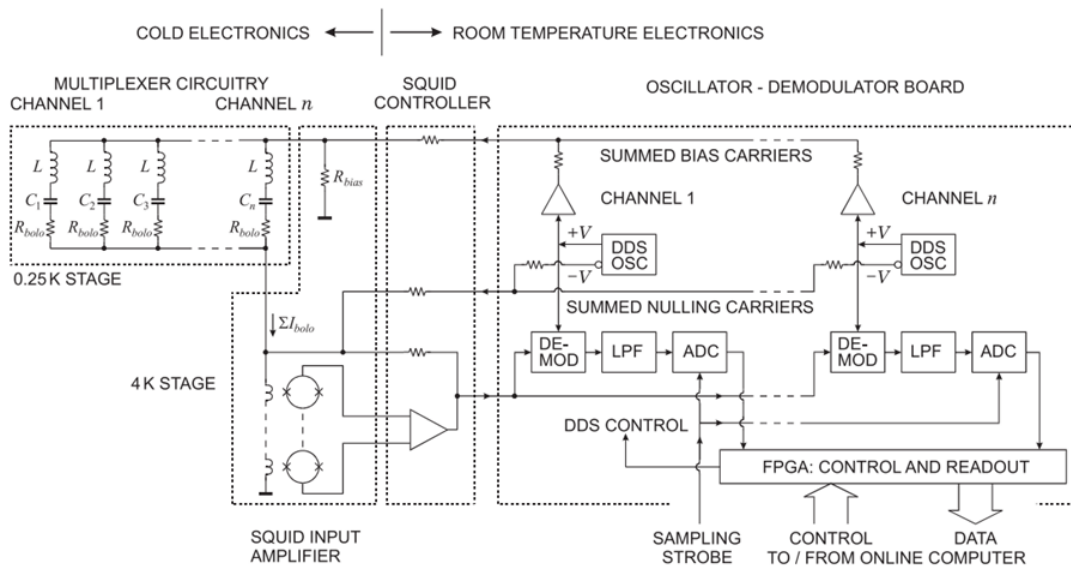 COLD ELECTRONICS
ROOM TEMPERATURE ELECTRONICS
MULTIPLEXER CIRCUITRY
CHANNEL 1
CHANNEL n
SQUID
CONTROLLER
OSCILLATOR - DEMODULATOR BOARD
L
L
L
L
C1
C2
C3
Cn
Rbolo
Rbolo
Rbolo
Rbolo
Rbias
0.25 K STAGE
SUMMED BIAS CARRIERS
CHANNEL 1
CHANNEL n
+V
DDS
OSC
−V
+V
DDS
OSC
−V
SUMMED NULLING CARRIERS
ΣIbolo
4 K STAGE
DE-
MOD
LPF
ADC
DE-
MOD
LPF
ADC
DDS CONTROL
FPGA: CONTROL AND READOUT
SQUID INPUT
AMPLIFIER
SAMPLING
STROBE
CONTROL
DATA
TO / FROM ONLINE COMPUTER